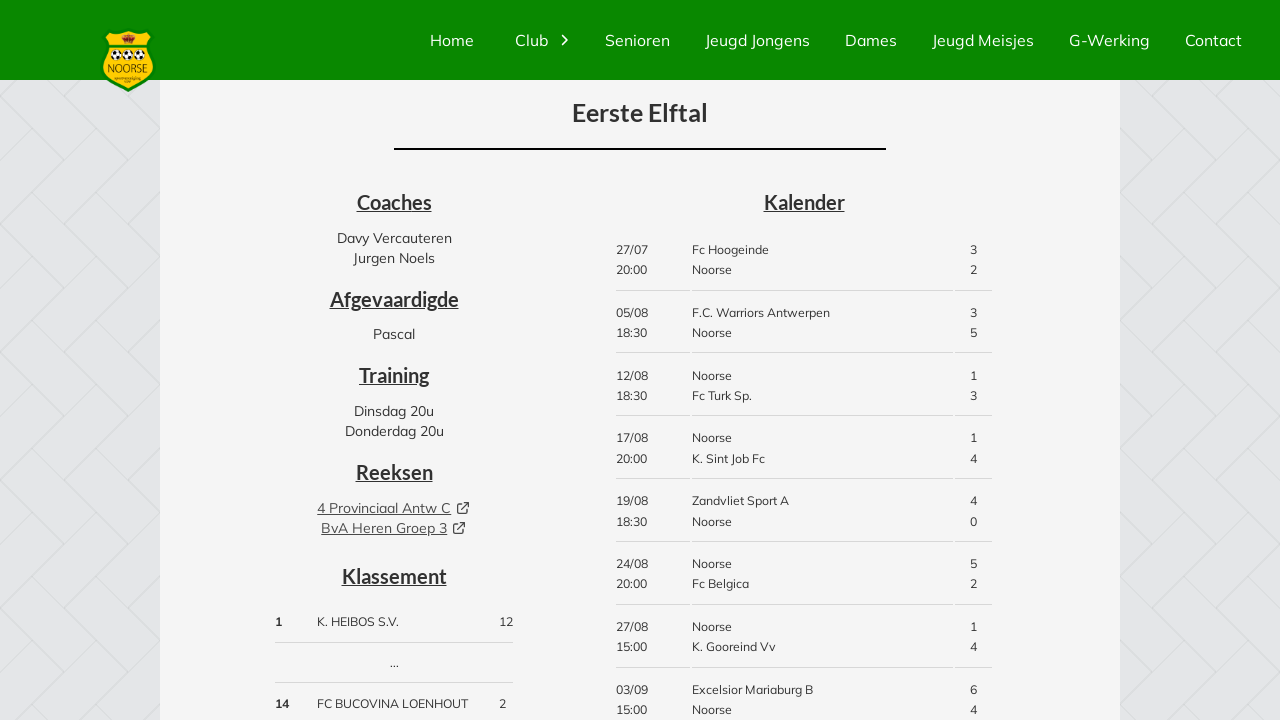 NOORSE
Home
Club
Senioren
Jeugd Jongens
Dames
Jeugd Meisjes
G-Werking
Contact
Eerste Elftal
Coaches
Davy Vercauteren
Jurgen Noels
Afgevaardigde
Pascal
Training
Dinsdag 20u
Donderdag 20u
Reeksen
4 Provinciaal Antw C
BvA Heren Groep 3
Klassement
1 K. HEIBOS S.V. 12
...
14 FC BUCOVINA LOENHOUT 2
Kalender
27/07 Fc Hoogeinde 3
20:00 Noorse 2
05/08 F.C. Warriors Antwerpen 3
18:30 Noorse 5
12/08 Noorse 1
18:30 Fc Turk Sp. 3
17/08 Noorse 1
20:00 K. Sint Job Fc 4
19/08 Zandvliet Sport A 4
18:30 Noorse 0
24/08 Noorse 5
20:00 Fc Belgica 2
27/08 Noorse 1
15:00 K. Gooreind Vv 4
03/09 Excelsior Mariaburg B 6
15:00 Noorse 4